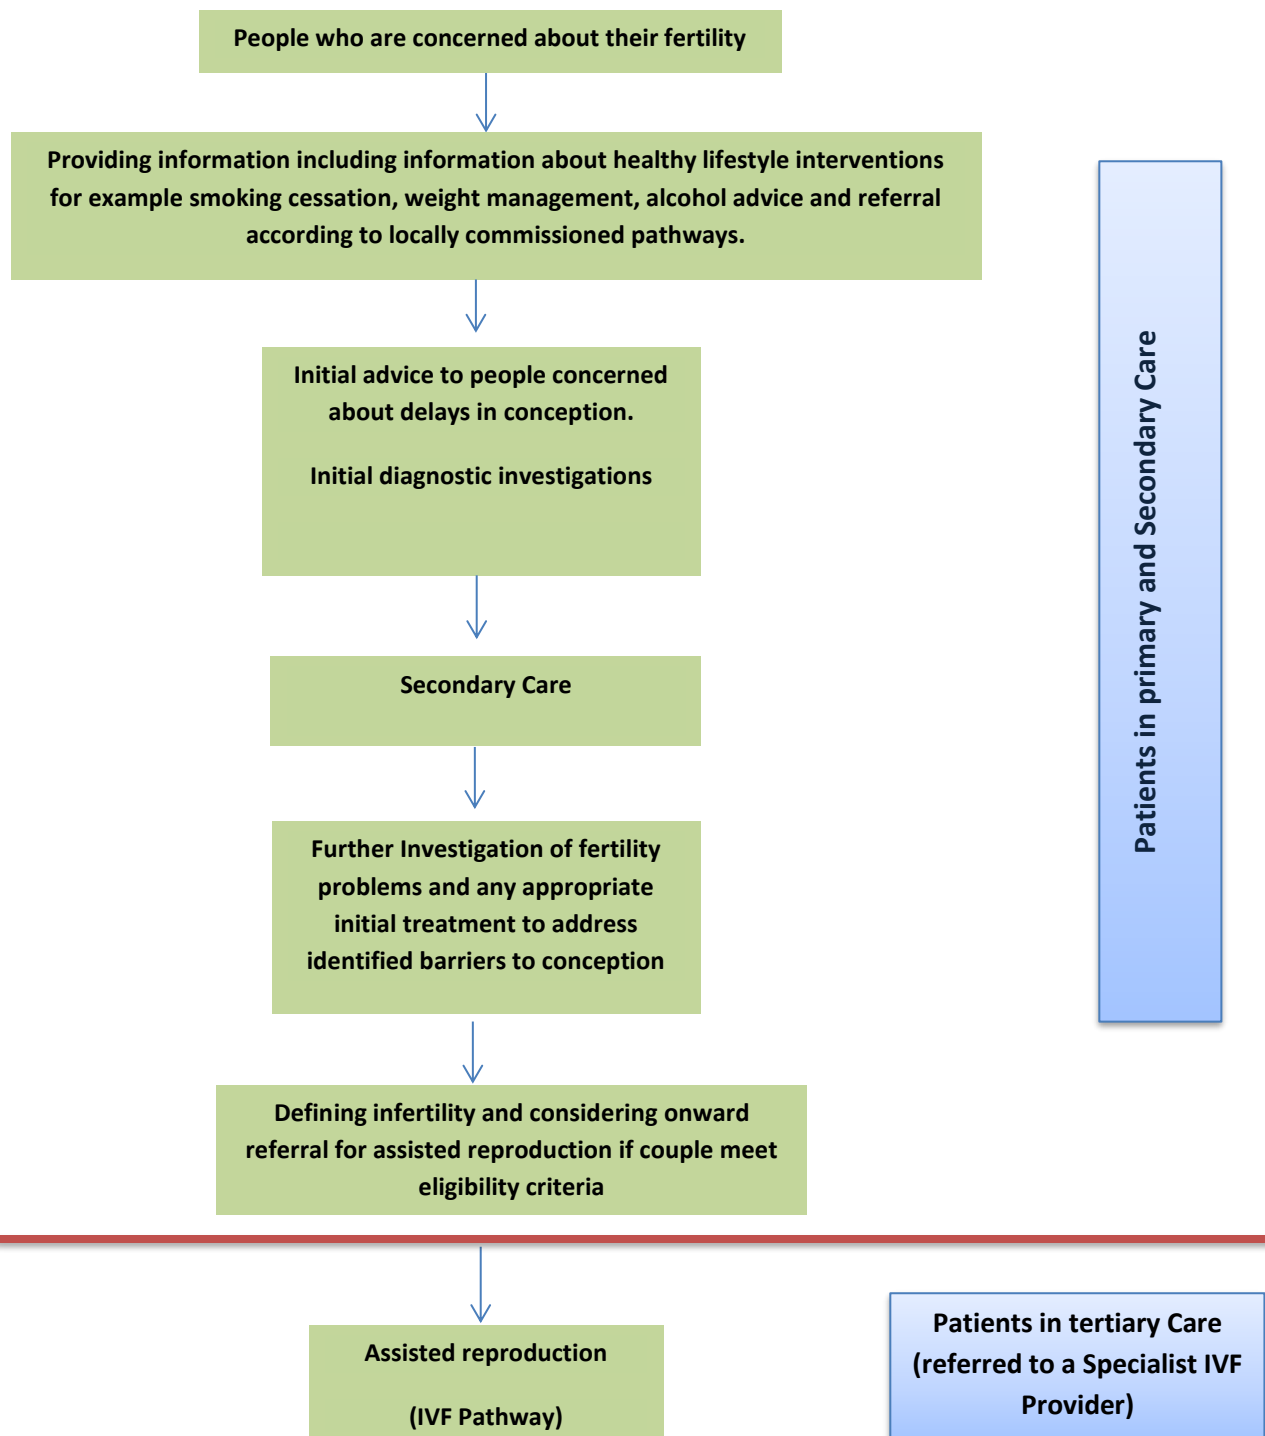 People who are concerned about their fertility
Providing information including information about healthy lifestyle interventions
for example smoking cessation, weight management, alcohol advice and referral
according to locally commissioned pathways.
Initial advice to people concerned
about delays in conception.
Initial diagnostic investigations
Secondary Care
Further Investigation of fertility
problems and any appropriate
initial treatment to address
identified barriers to conception
Defining infertility and considering onward
referral for assisted reproduction if couple meet
eligibility criteria
Patients in primary and Secondary Care
Assisted reproduction
(IVF Pathway)
Patients in tertiary Care
(referred to a Specialist IVF
Provider)